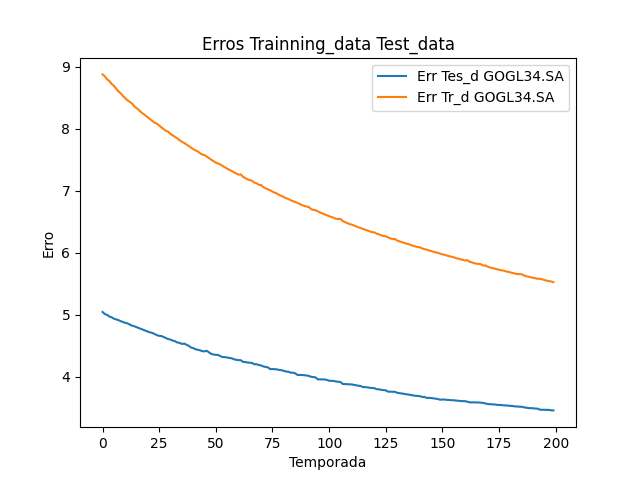 Erros Trainning_data Test_data
Err Tes_d GOGL34.SA
Err Tr_d GOGL34.SA
9
8
7
6
5
4
Erro
0 25 50 75 100 125 150 175 200
Temporada